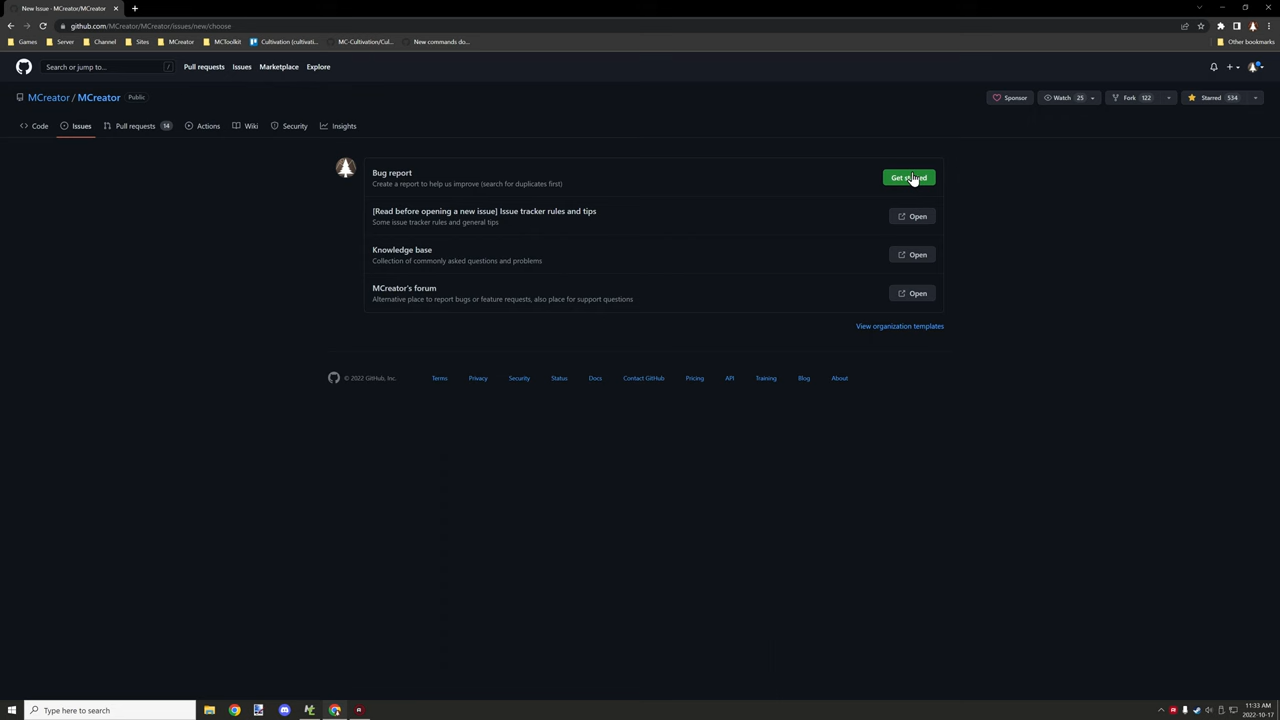 New Issue · MCreator/MCreator
github.com/MCreator/MCreator/issues/new/choose
Games Server Channel Sites MCreator MCToolkit Cultivation (cultivati... MC-Cultivation/Cul... New commands do... Other bookmarks
Search or jump to... / Pull requests Issues Marketplace Explore
MCreator / MCreator Public Sponsor Watch 25 Fork 122 Starred 534
Code Issues Pull requests 14 Actions Wiki Security Insights
Bug report
Create a report to help us improve (search for duplicates first)
Get
[Read before opening a new issue] Issue tracker rules and tips
Some issue tracker rules and general tips
Open
Knowledge base
Collection of commonly asked questions and problems
Open
MCreator's forum
Alternative place to report bugs or feature requests, also place for support questions
Open
View organization templates
© 2022 GitHub, Inc. Terms Privacy Security Status Docs Contact GitHub Pricing API Training Blog About
Type here to search
11:33 AM
2022-10-17